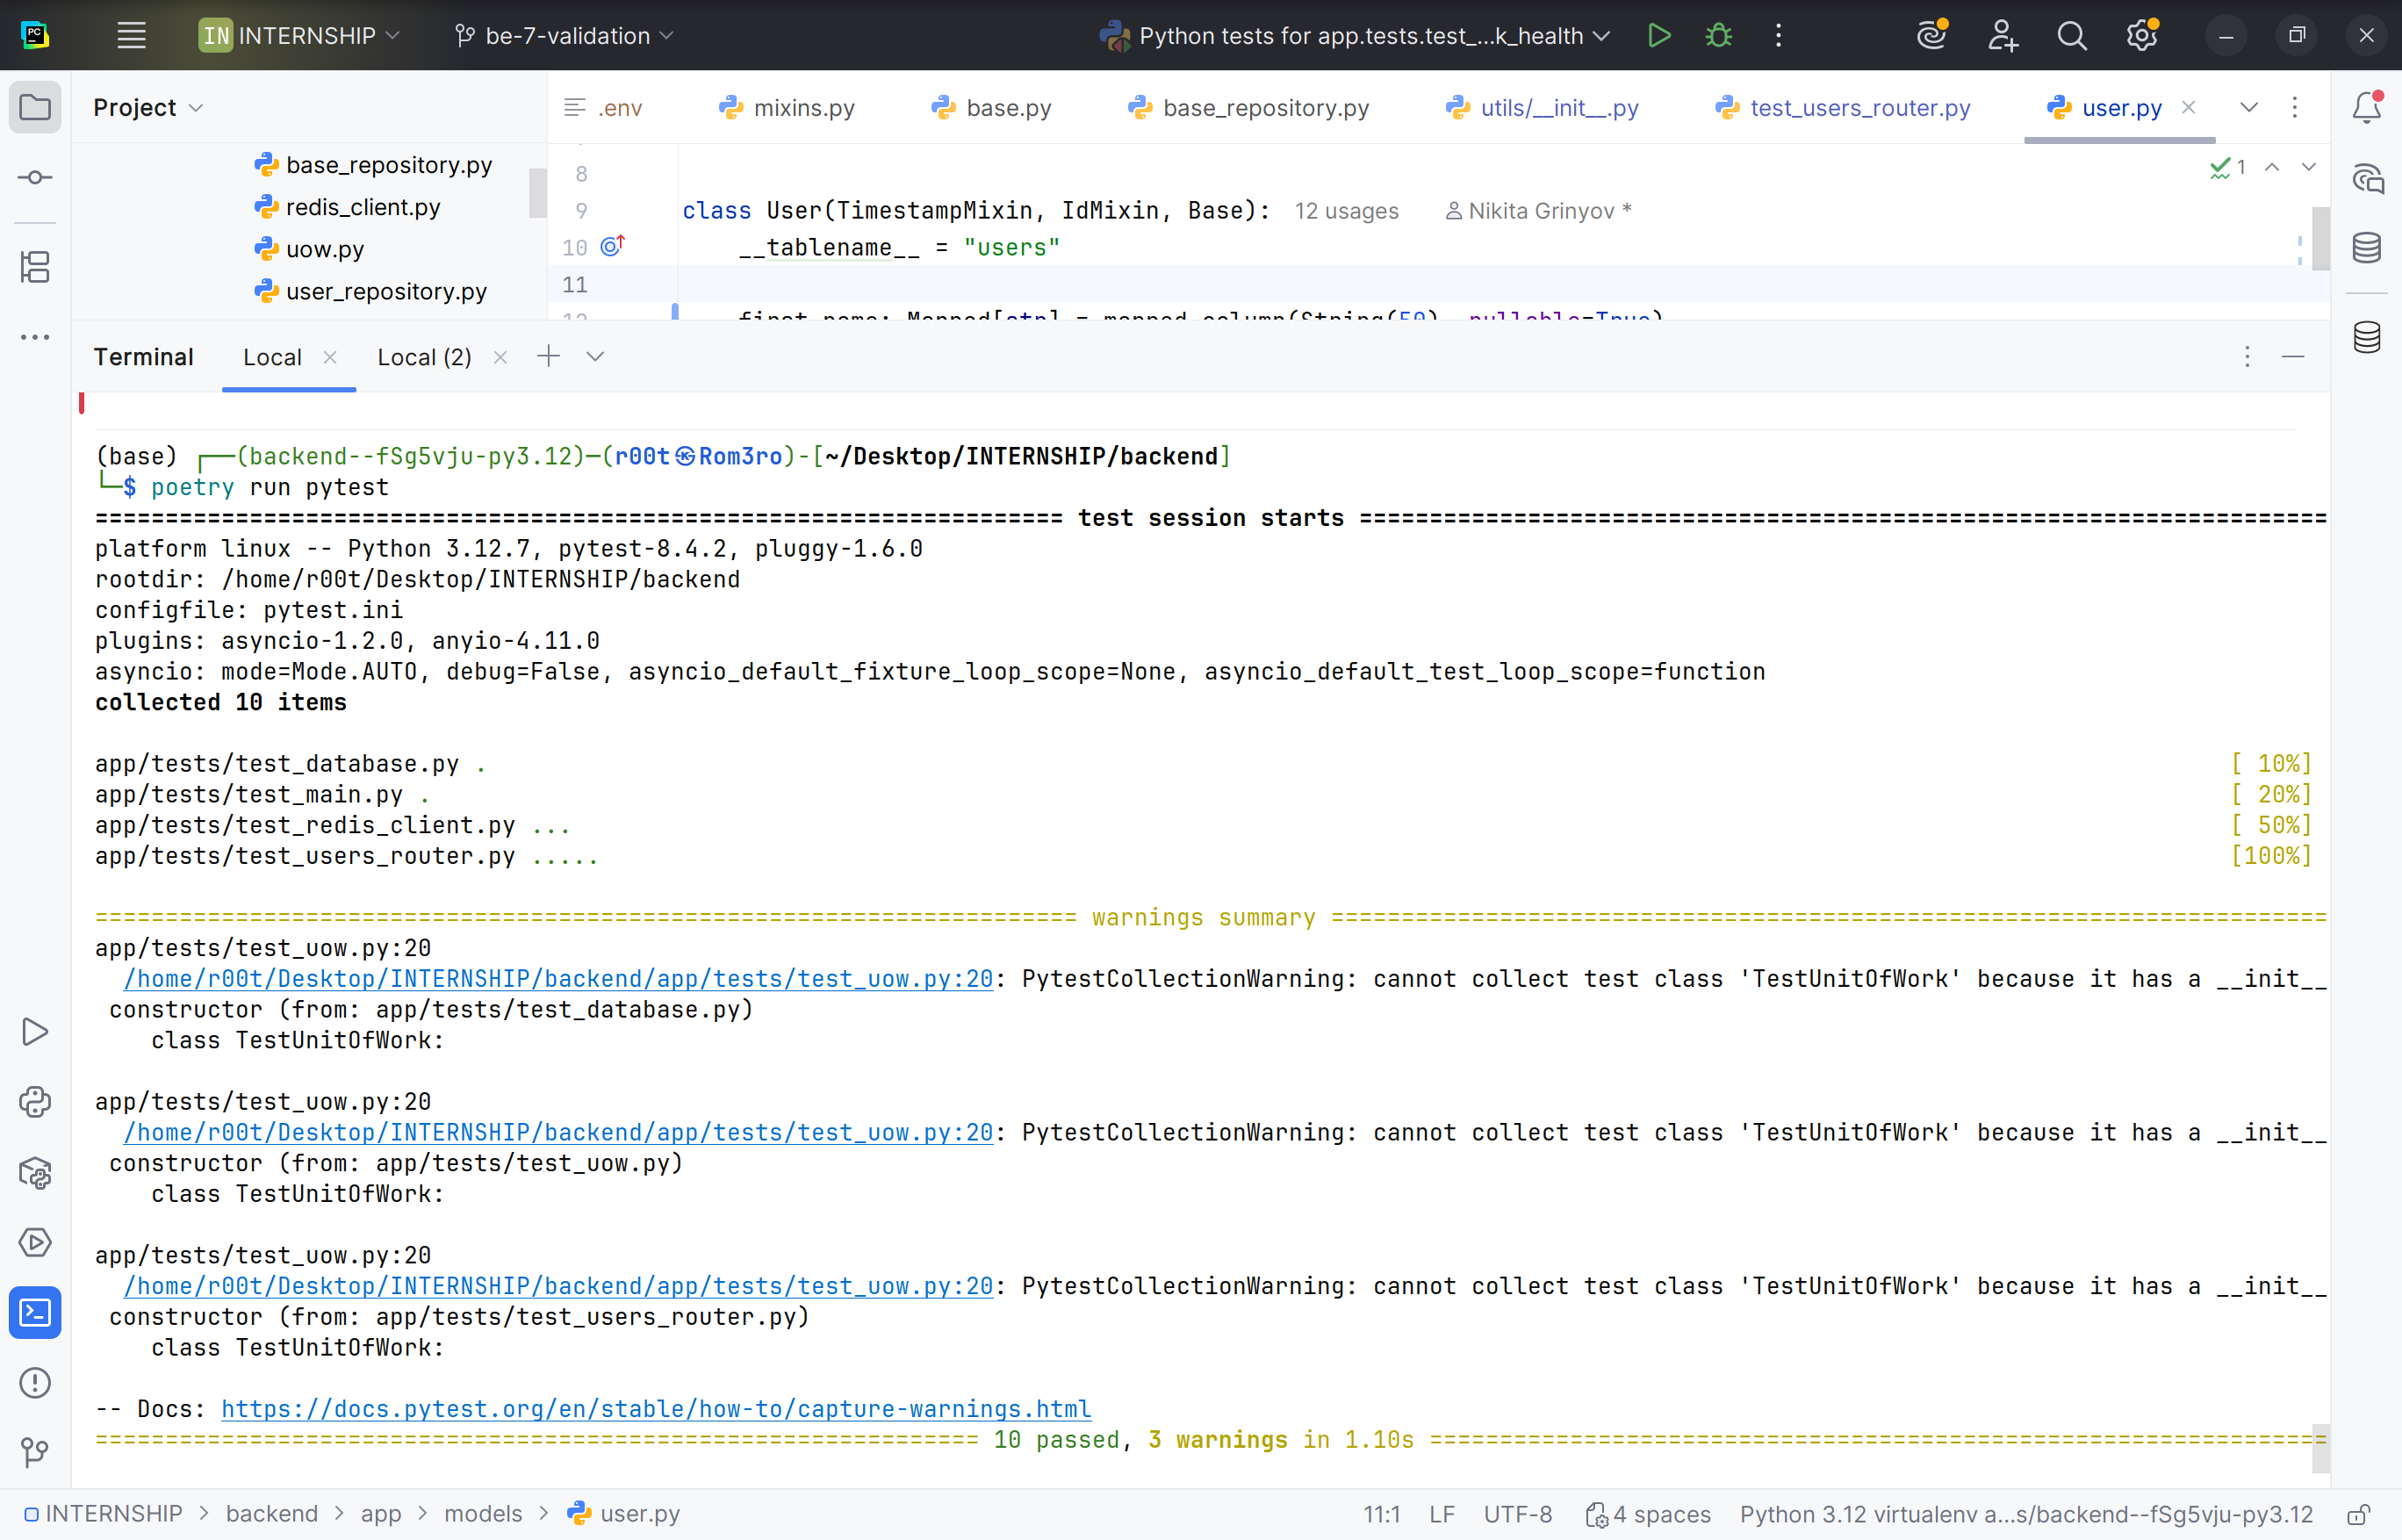 PC
IN INTERNSHIP
be-7-validation
Python tests for app.tests.test_...k_health
Project
.env
mixins.py
base.py
base_repository.py
utils/__init__.py
test_users_router.py
user.py
base_repository.py
redis_client.py
uow.py
user_repository.py
8
9 class User(TimestampMixin, IdMixin, Base): 12 usages Nikita Grinyov *
10 __tablename__ = "users"
11
12 first_name: Mapped[str] = mapped_column(String(50), nullable=True)
1
Terminal
Local
Local (2)
(base) ┌──(backend--fSg5vju-py3.12)─(r00t㉿Rom3ro)-[~/Desktop/INTERNSHIP/backend]
└─$ poetry run pytest
===================================================================== test session starts =====================================================================
platform linux -- Python 3.12.7, pytest-8.4.2, pluggy-1.6.0
rootdir: /home/r00t/Desktop/INTERNSHIP/backend
configfile: pytest.ini
plugins: asyncio-1.2.0, anyio-4.11.0
asyncio: mode=Mode.AUTO, debug=False, asyncio_default_fixture_loop_scope=None, asyncio_default_test_loop_scope=function
collected 10 items
app/tests/test_database.py . [ 10%]
app/tests/test_main.py . [ 20%]
app/tests/test_redis_client.py ... [ 50%]
app/tests/test_users_router.py ..... [100%]
====================================================================== warnings summary =======================================================================
app/tests/test_uow.py:20
/home/r00t/Desktop/INTERNSHIP/backend/app/tests/test_uow.py:20: PytestCollectionWarning: cannot collect test class 'TestUnitOfWork' because it has a __init__
constructor (from: app/tests/test_database.py)
class TestUnitOfWork:
app/tests/test_uow.py:20
/home/r00t/Desktop/INTERNSHIP/backend/app/tests/test_uow.py:20: PytestCollectionWarning: cannot collect test class 'TestUnitOfWork' because it has a __init__
constructor (from: app/tests/test_uow.py)
class TestUnitOfWork:
app/tests/test_uow.py:20
/home/r00t/Desktop/INTERNSHIP/backend/app/tests/test_uow.py:20: PytestCollectionWarning: cannot collect test class 'TestUnitOfWork' because it has a __init__
constructor (from: app/tests/test_users_router.py)
class TestUnitOfWork:
-- Docs: https://docs.pytest.org/en/stable/how-to/capture-warnings.html
=============================================================== 10 passed, 3 warnings in 1.10s ================================================================
INTERNSHIP > backend > app > models > user.py
11:1 LF UTF-8 4 spaces Python 3.12 virtualenv a...s/backend--fSg5vju-py3.12